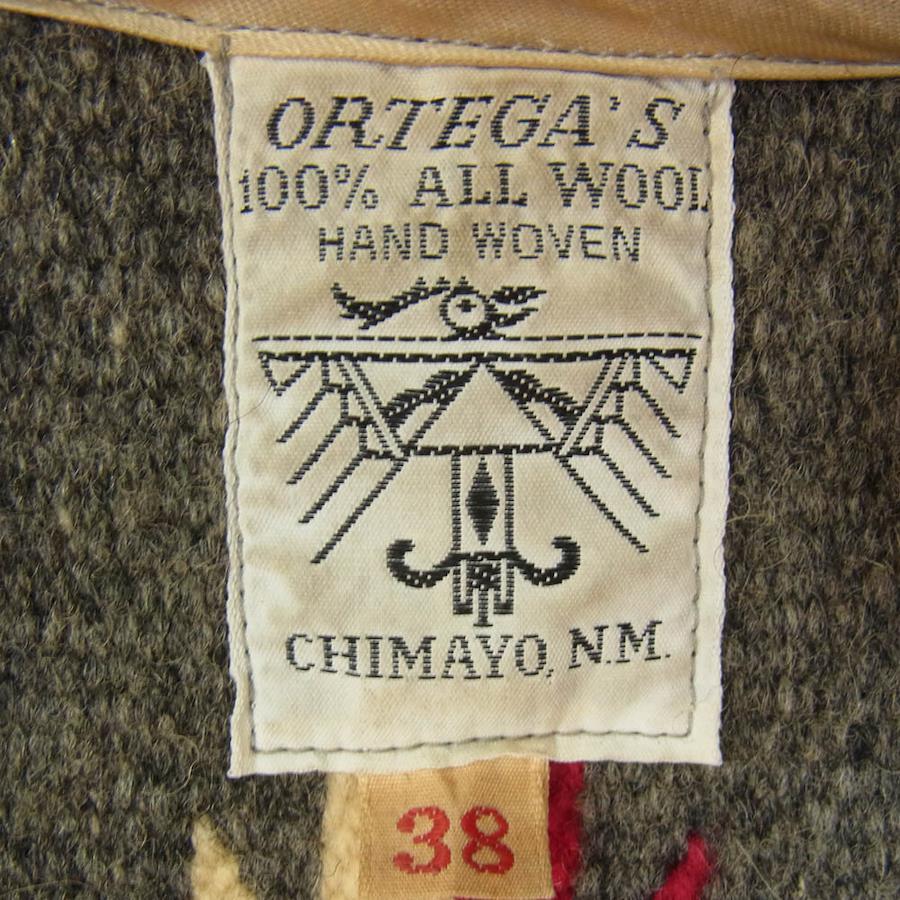 ORTEGA'S
100% ALL WOOL
HAND WOVEN
CHIMAYO, N.M.
38